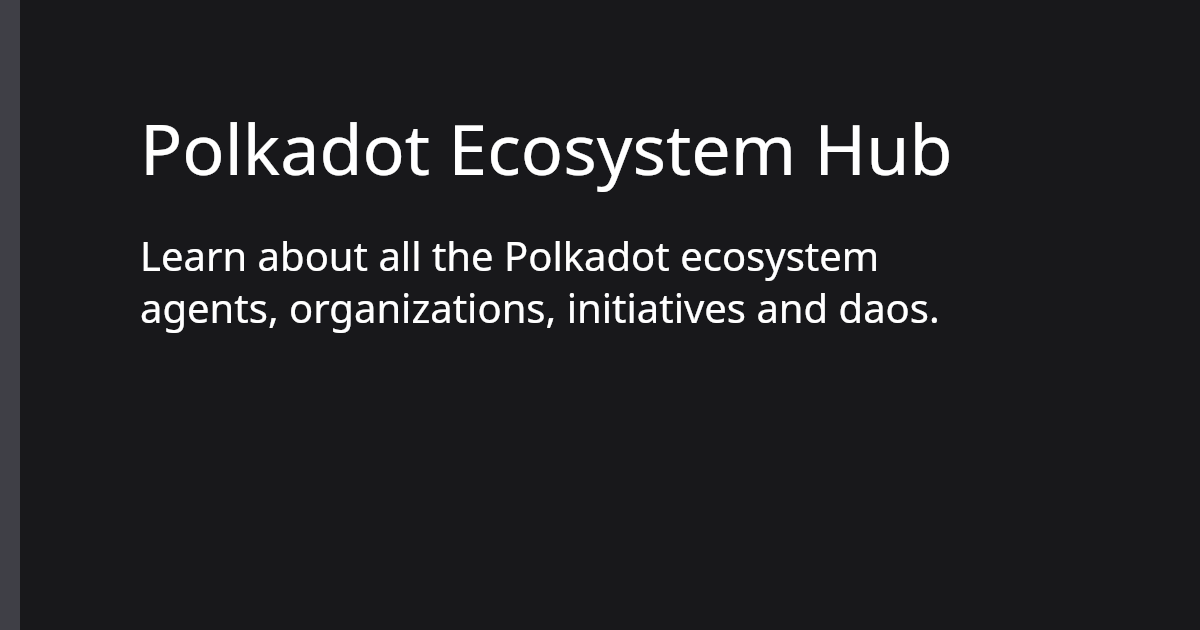 Polkadot Ecosystem Hub
Learn about all the Polkadot ecosystem
agents, organizations, initiatives and daos.